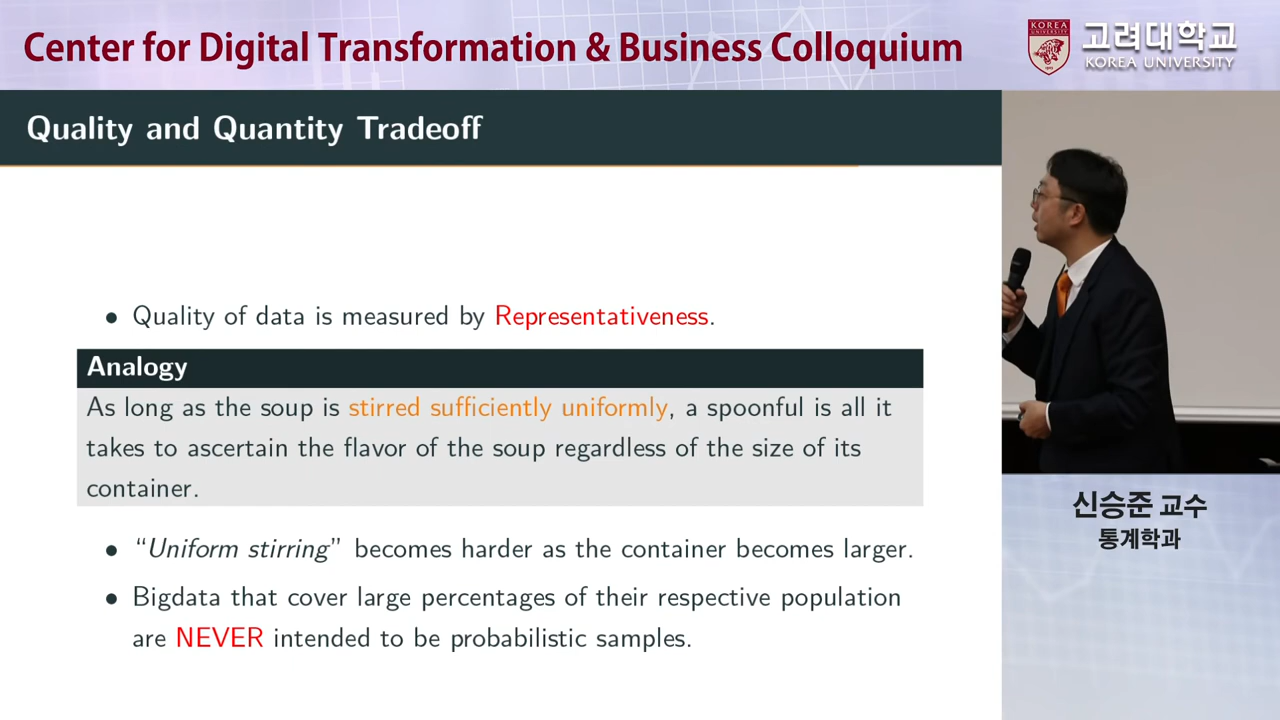 Center for Digital Transformation & Business Colloquium
KOREA
UNIVERSITY
고려대학교
KOREA UNIVERSITY
Quality and Quantity Tradeoff
• Quality of data is measured by Representativeness.
Analogy
As long as the soup is stirred sufficiently uniformly, a spoonful is all it
takes to ascertain the flavor of the soup regardless of the size of its
container.
• “Uniform stirring” becomes harder as the container becomes larger.
• Bigdata that cover large percentages of their respective population
are NEVER intended to be probabilistic samples.
신승준 교수
통계학과